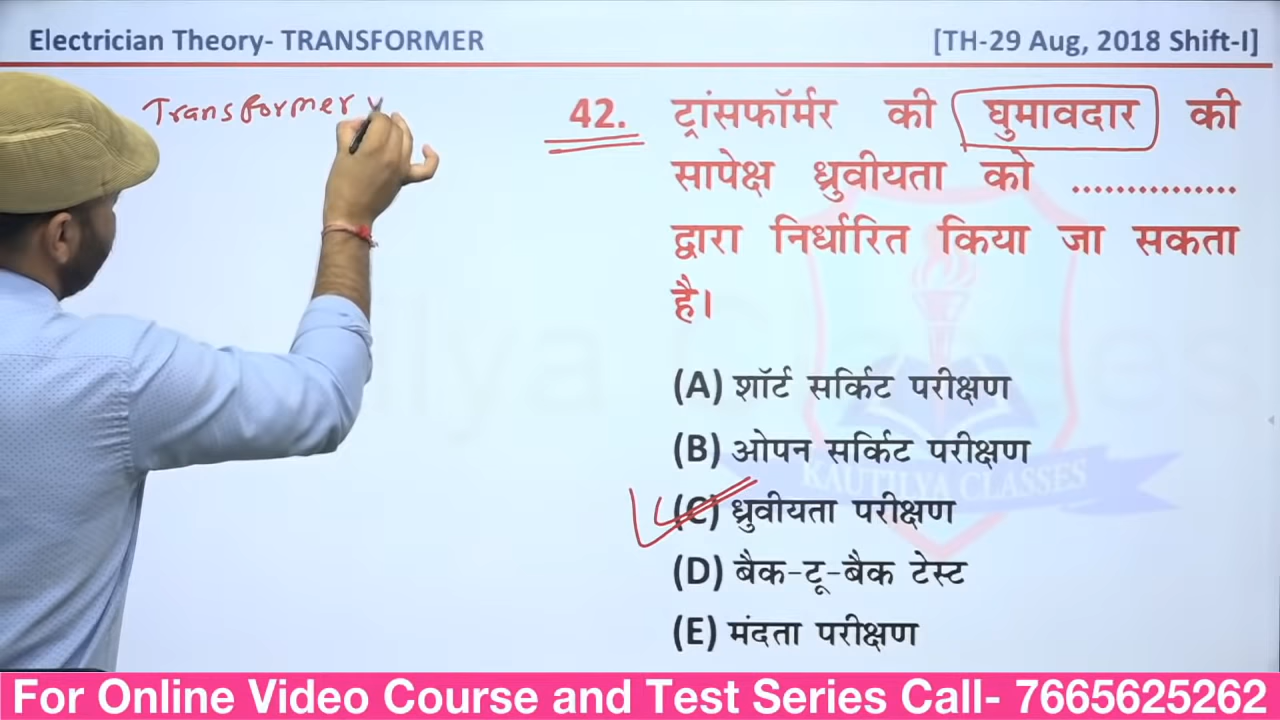 Electrician Theory- TRANSFORMER
[TH-29 Aug, 2018 Shift-I]
Transformer
42. ट्रांसफॉर्मर की घुमावदार की
सापेक्ष ध्रुवीयता को ...............
द्वारा निर्धारित किया जा सकता
है।
(A) शॉर्ट सर्किट परीक्षण
(B) ओपन सर्किट परीक्षण
(C) ध्रुवीयता परीक्षण
(D) बैक-टू-बैक टेस्ट
(E) मंदता परीक्षण
KAUTILYA CLASSES
For Online Video Course and Test Series Call- 7665625262